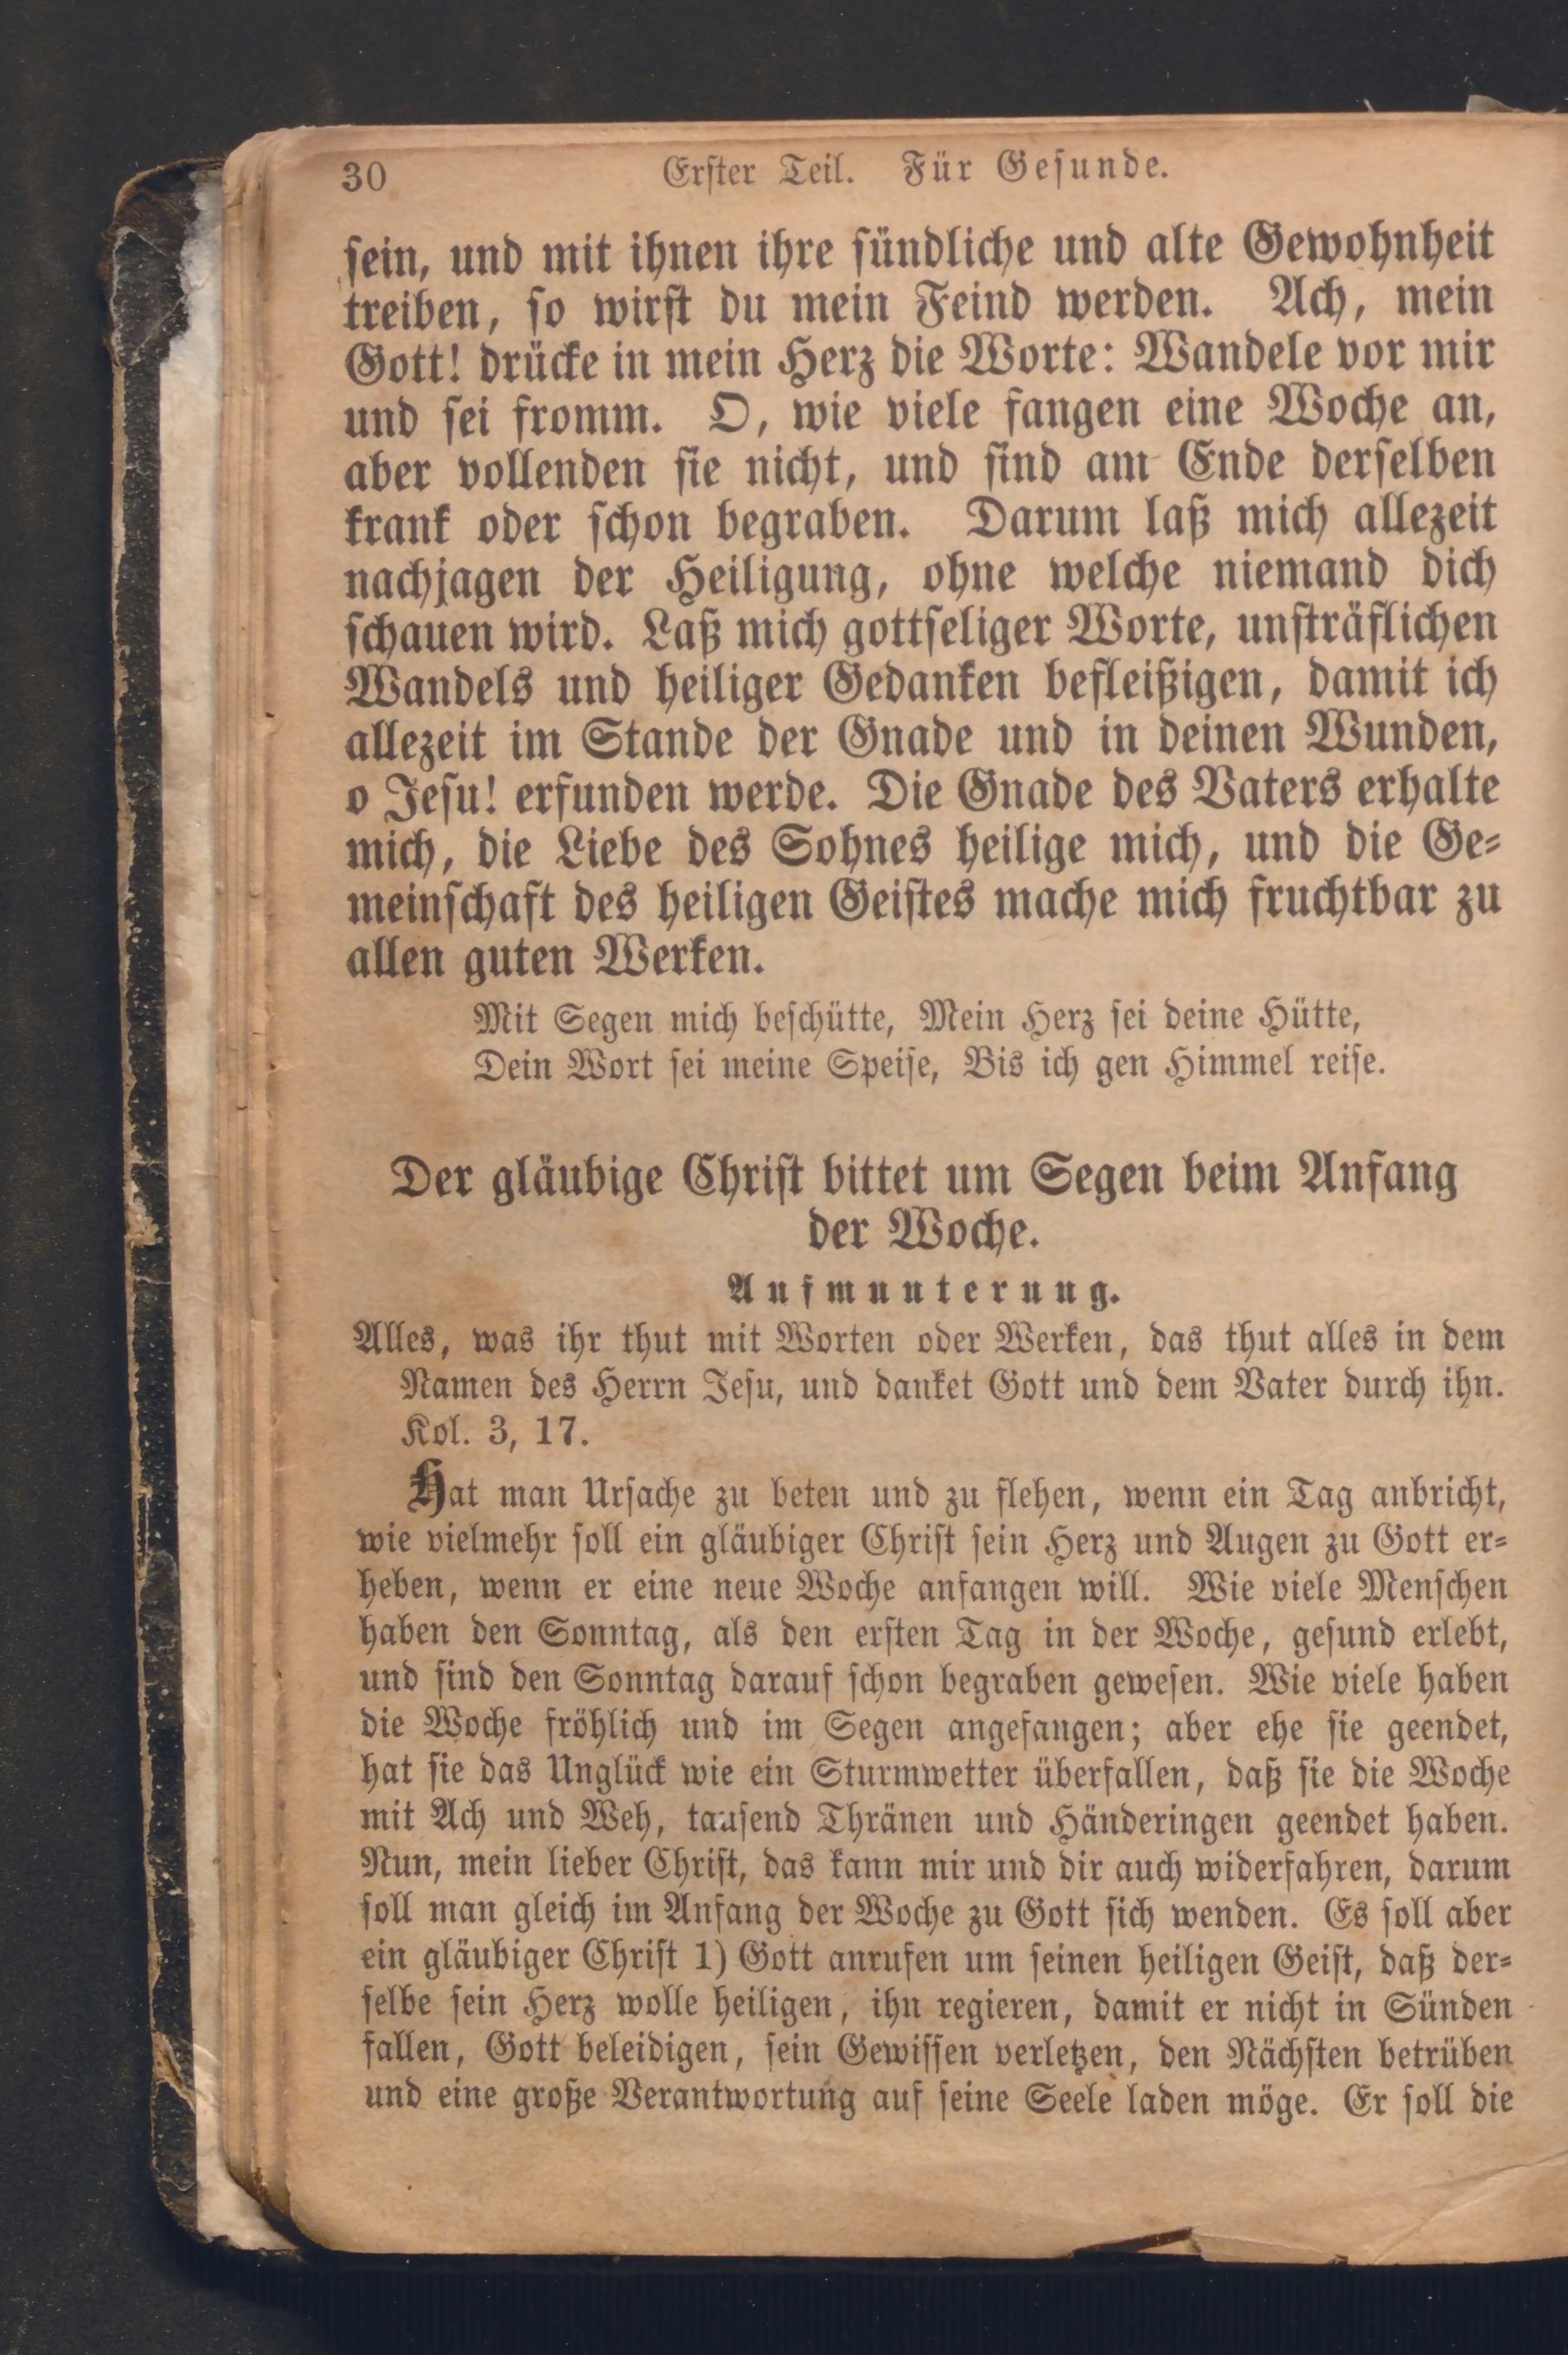 30 Erster Teil. Für Gesunde.
sein, und mit ihnen ihre sündliche und alte Gewohnheit
treiben, so wirst du mein Feind werden. Ach, mein
Gott! drücke in mein Herz die Worte: Wandele vor mir
und sei fromm. O, wie viele fangen eine Woche an,
aber vollenden sie nicht, und sind am Ende derselben
krank oder schon begraben. Darum laß mich allezeit
nachjagen der Heiligung, ohne welche niemand dich
schauen wird. Laß mich gottseliger Worte, unsträflichen
Wandels und heiliger Gedanken befleißigen, damit ich
allezeit im Stande der Gnade und in deinen Wunden,
o Jesu! erfunden werde. Die Gnade des Vaters erhalte
mich, die Liebe des Sohnes heilige mich, und die Ge-
meinschaft des heiligen Geistes mache mich fruchtbar zu
allen guten Werken.
Mit Segen mich beschütte, Mein Herz sei deine Hütte,
Dein Wort sei meine Speise, Bis ich gen Himmel reise.
Der gläubige Christ bittet um Segen beim Anfang
der Woche.
Aufmunterung.
Alles, was ihr thut mit Worten oder Werken, das thut alles in dem
Namen des Herrn Jesu, und danket Gott und dem Vater durch ihn.
Kol. 3, 17.
Hat man Ursache zu beten und zu flehen, wenn ein Tag anbricht,
wie vielmehr soll ein gläubiger Christ sein Herz und Augen zu Gott er-
heben, wenn er eine neue Woche anfangen will. Wie viele Menschen
haben den Sonntag, als den ersten Tag in der Woche, gesund erlebt,
und sind den Sonntag darauf schon begraben gewesen. Wie viele haben
die Woche fröhlich und im Segen angefangen; aber ehe sie geendet,
hat sie das Unglück wie ein Sturmwetter überfallen, daß sie die Woche
mit Ach und Weh, tausend Thränen und Händeringen geendet haben.
Nun, mein lieber Christ, das kann mir und dir auch widerfahren, darum
soll man gleich im Anfang der Woche zu Gott sich wenden. Es soll aber
ein gläubiger Christ 1) Gott anrufen um seinen heiligen Geist, daß der-
selbe sein Herz wolle heiligen, ihn regieren, damit er nicht in Sünden
fallen, Gott beleidigen, sein Gewissen verletzen, den Nächsten betrüben
und eine große Verantwortung auf seine Seele laden möge. Er soll die